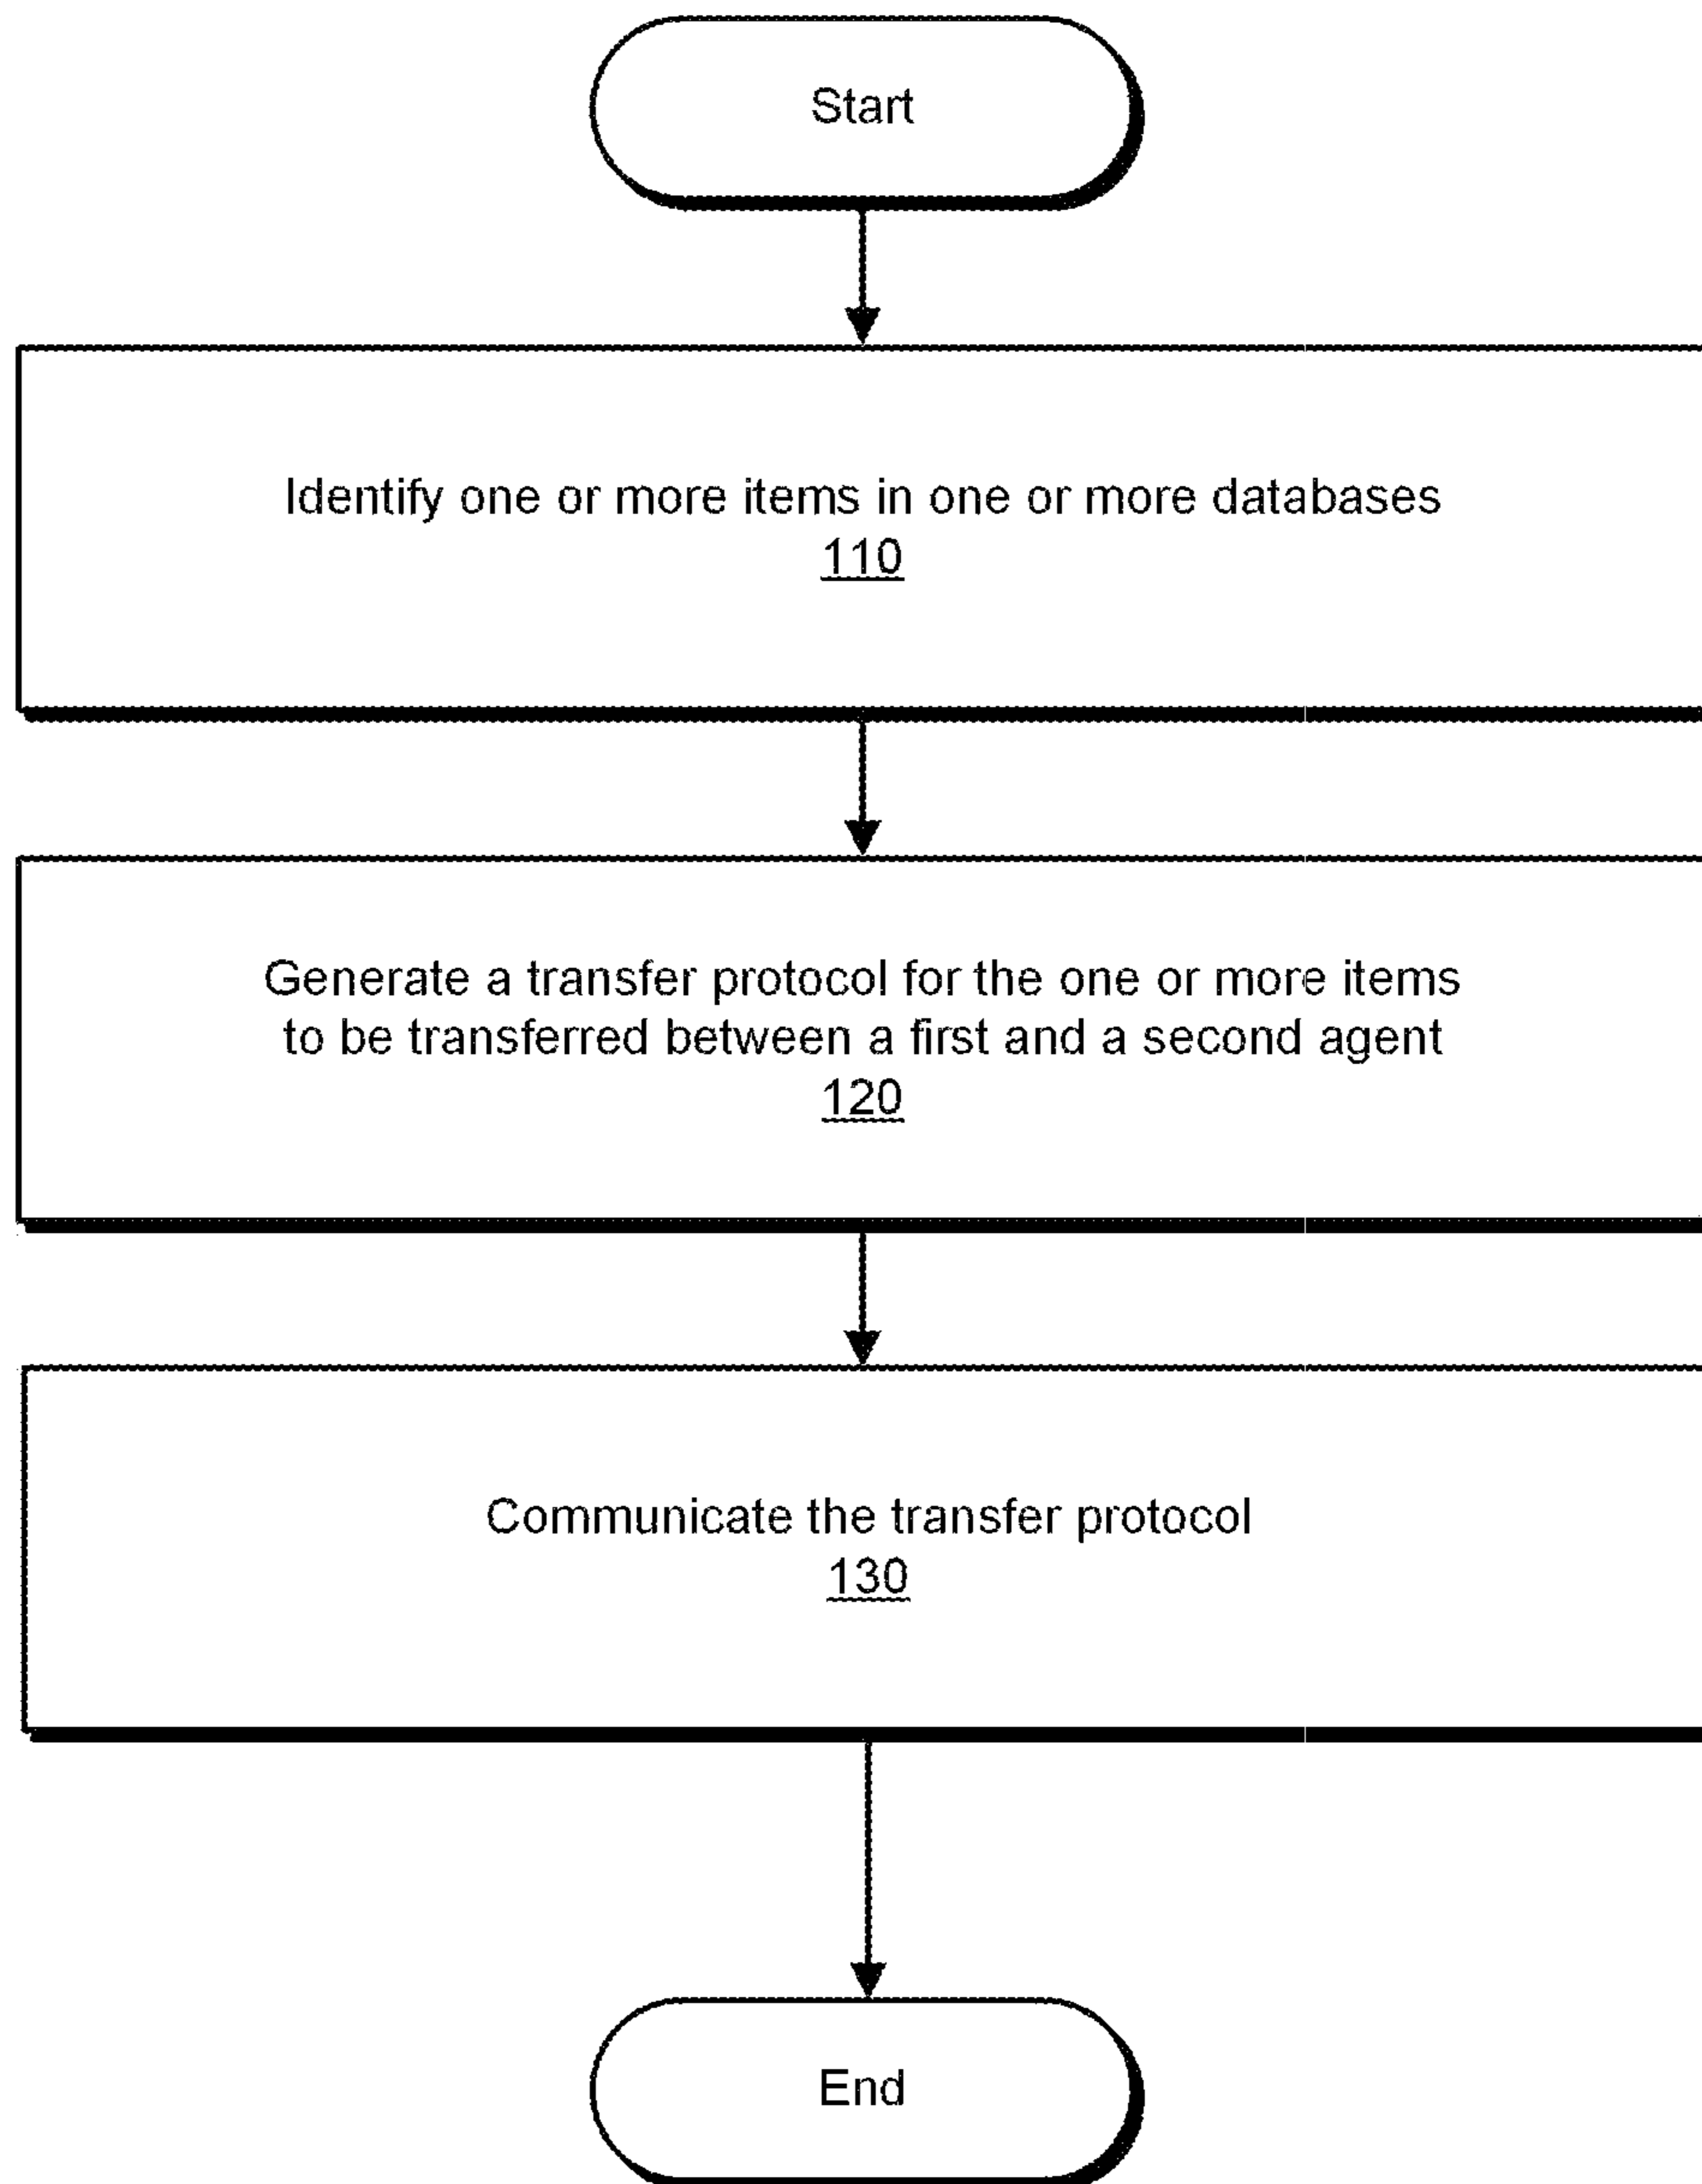 Start
Identify one or more items in one or more databases
110
Generate a transfer protocol for the one or more items
to be transferred between a first and a second agent
120
Communicate the transfer protocol
130
End